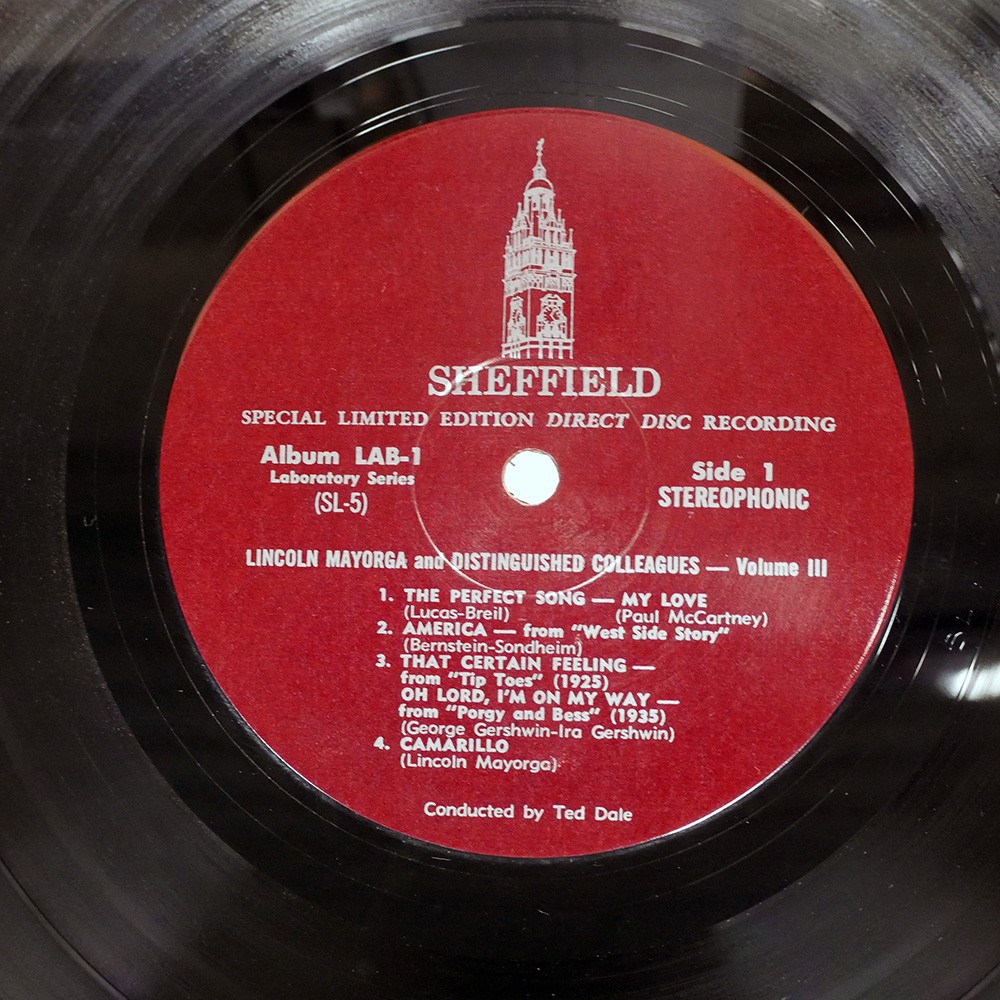 SHEFFIELD
SPECIAL LIMITED EDITION DIRECT DISC RECORDING
Album LAB-1
Laboratory Series
(SL-5)
Side 1
STEREOPHONIC
LINCOLN MAYORGA and DISTINGUISHED COLLEAGUES — Volume III
1. THE PERFECT SONG — MY LOVE
(Lucas-Breil) (Paul McCartney)
2. AMERICA — from "West Side Story"
(Bernstein-Sondheim)
3. THAT CERTAIN FEELING —
from "Tip Toes" (1925)
OH LORD, I'M ON MY WAY —
from "Porgy and Bess" (1935)
(George Gershwin-Ira Gershwin)
4. CAMARILLO
(Lincoln Mayorga)
Conducted by Ted Dale